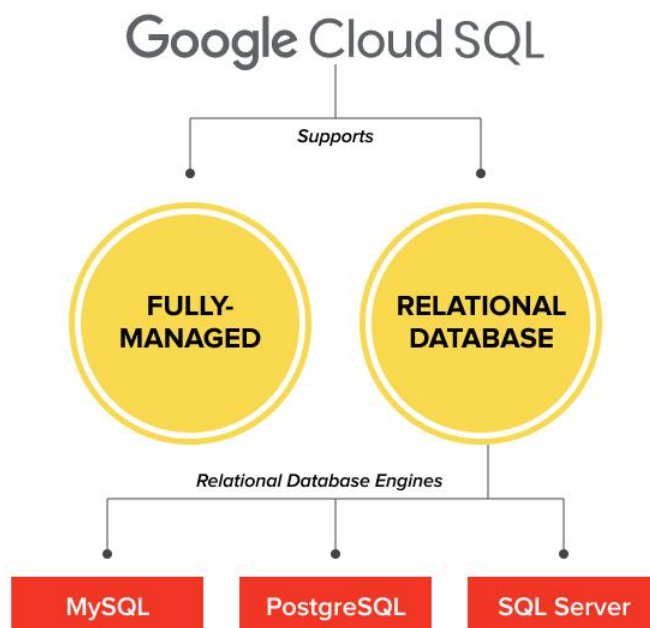 Google Cloud SQL
Supports
FULLY-
MANAGED
RELATIONAL
DATABASE
Relational Database Engines
MySQL
PostgreSQL
SQL Server